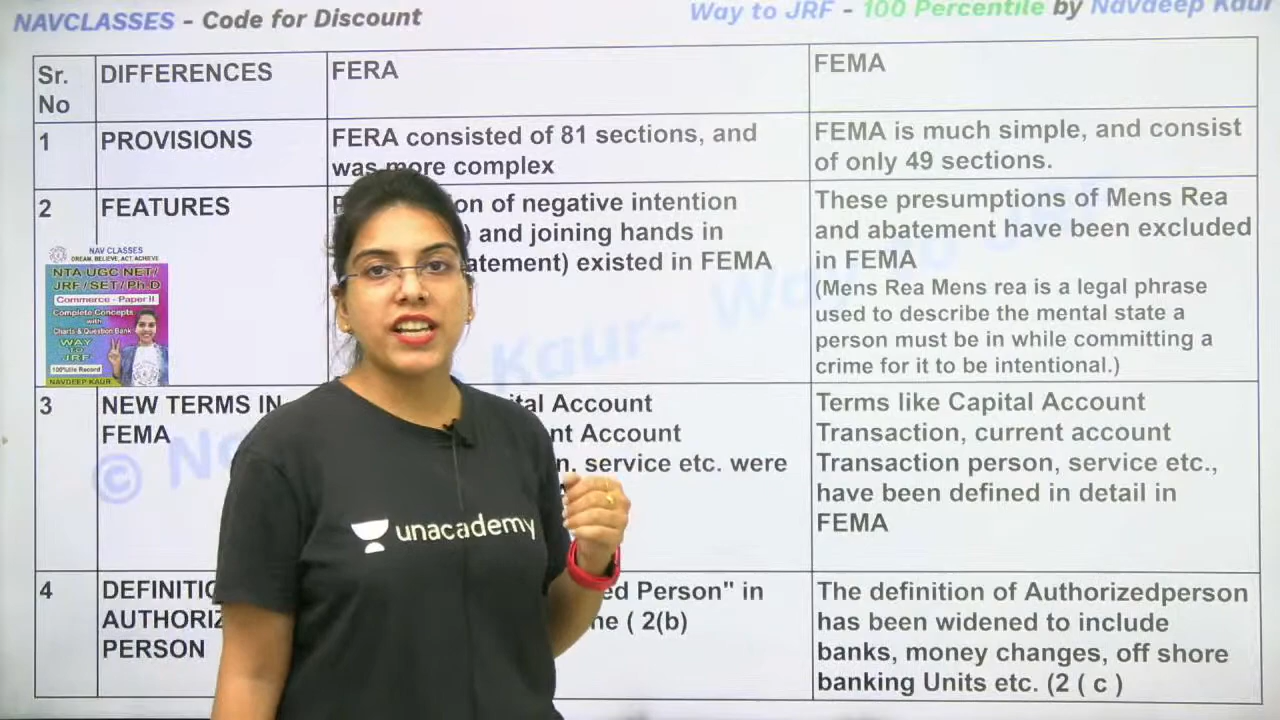 NAVCLASSES - Code for Discount
Way to JRF - 100 Percentile by Navdeep Kaur
Sr. No
DIFFERENCES
FERA
FEMA
1
PROVISIONS
FERA consisted of 81 sections, and
was more complex
FEMA is much simple, and consist
of only 49 sections.
2
FEATURES
on of negative intention
) and joining hands in
atement) existed in FEMA
These presumptions of Mens Rea
and abatement have been excluded
in FEMA
(Mens Rea Mens rea is a legal phrase
used to describe the mental state a
person must be in while committing a
crime for it to be intentional.)
NAV CLASSES
DREAM, BELIEVE, ACT, ACHIEVE
NTA UGC NET/
JRF/SET/Ph.D
Commerce - Paper II
Complete Concepts
with
Charts & Question Bank
WAY
TO
JRF
100%tile Record
NAVDEEP KAUR
3
NEW TERMS IN
FEMA
ital Account
nt Account
n, service etc. were
Terms like Capital Account
Transaction, current account
Transaction person, service etc.,
have been defined in detail in
FEMA
4
DEFINITIO
AUTHORIZ
PERSON
ed Person" in
ne ( 2(b)
The definition of Authorizedperson
has been widened to include
banks, money changes, off shore
banking Units etc. (2 ( c )
unacademy
Kaur- Way to